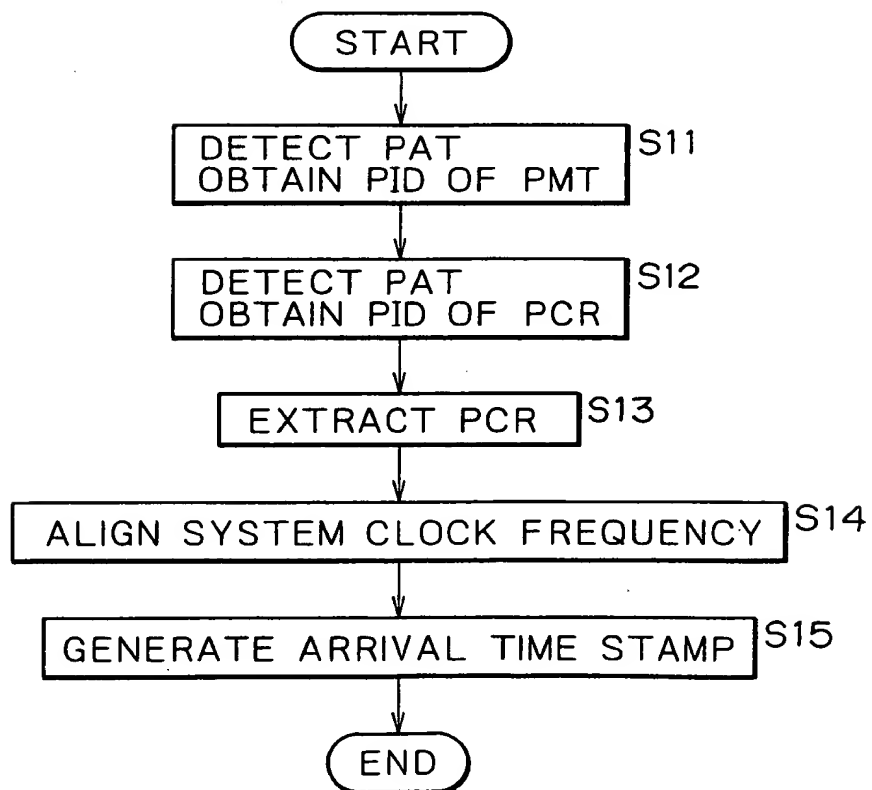 START
DETECT PAT
OBTAIN PID OF PMT
S11
DETECT PAT
OBTAIN PID OF PCR
S12
EXTRACT PCR
S13
ALIGN SYSTEM CLOCK FREQUENCY
S14
GENERATE ARRIVAL TIME STAMP
S15
END